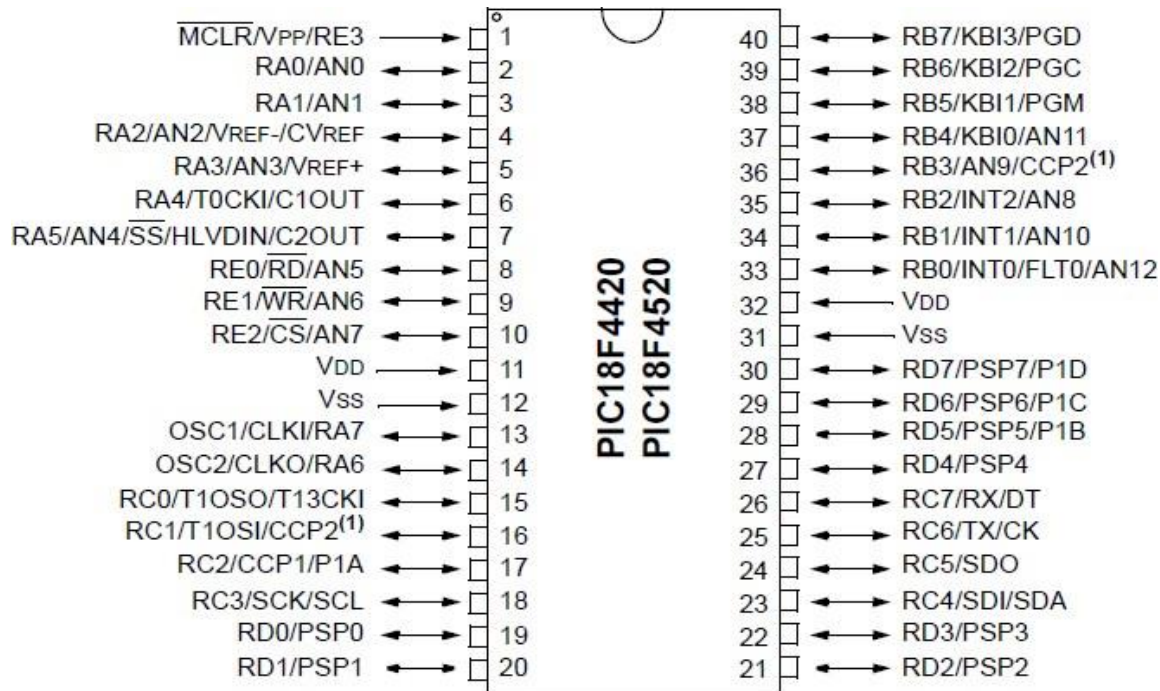 MCLR/VPP/RE3 1
RA0/AN0 2
RA1/AN1 3
RA2/AN2/VREF-/CVREF 4
RA3/AN3/VREF+ 5
RA4/T0CKI/C1OUT 6
RA5/AN4/SS/HLVDIN/C2OUT 7
RE0/RD/AN5 8
RE1/WR/AN6 9
RE2/CS/AN7 10
VDD 11
VSS 12
OSC1/CLKI/RA7 13
OSC2/CLKO/RA6 14
RC0/T1OSO/T13CKI 15
RC1/T1OSI/CCP2(1) 16
RC2/CCP1/P1A 17
RC3/SCK/SCL 18
RD0/PSP0 19
RD1/PSP1 20
PIC18F4420
PIC18F4520
40 RB7/KBI3/PGD
39 RB6/KBI2/PGC
38 RB5/KBI1/PGM
37 RB4/KBI0/AN11
36 RB3/AN9/CCP2(1)
35 RB2/INT2/AN8
34 RB1/INT1/AN10
33 RB0/INT0/FLT0/AN12
32 VDD
31 VSS
30 RD7/PSP7/P1D
29 RD6/PSP6/P1C
28 RD5/PSP5/P1B
27 RD4/PSP4
26 RC7/RX/DT
25 RC6/TX/CK
24 RC5/SDO
23 RC4/SDI/SDA
22 RD3/PSP3
21 RD2/PSP2